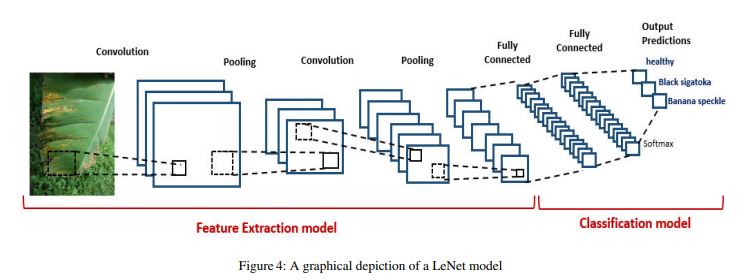 Convolution
Pooling
Convolution
Pooling
Fully
Connected
Fully
Connected
Output
Predictions
healthy
Black sigatoka
Banana speckle
Softmax
Feature Extraction model
Classification model
Figure 4: A graphical depiction of a LeNet model